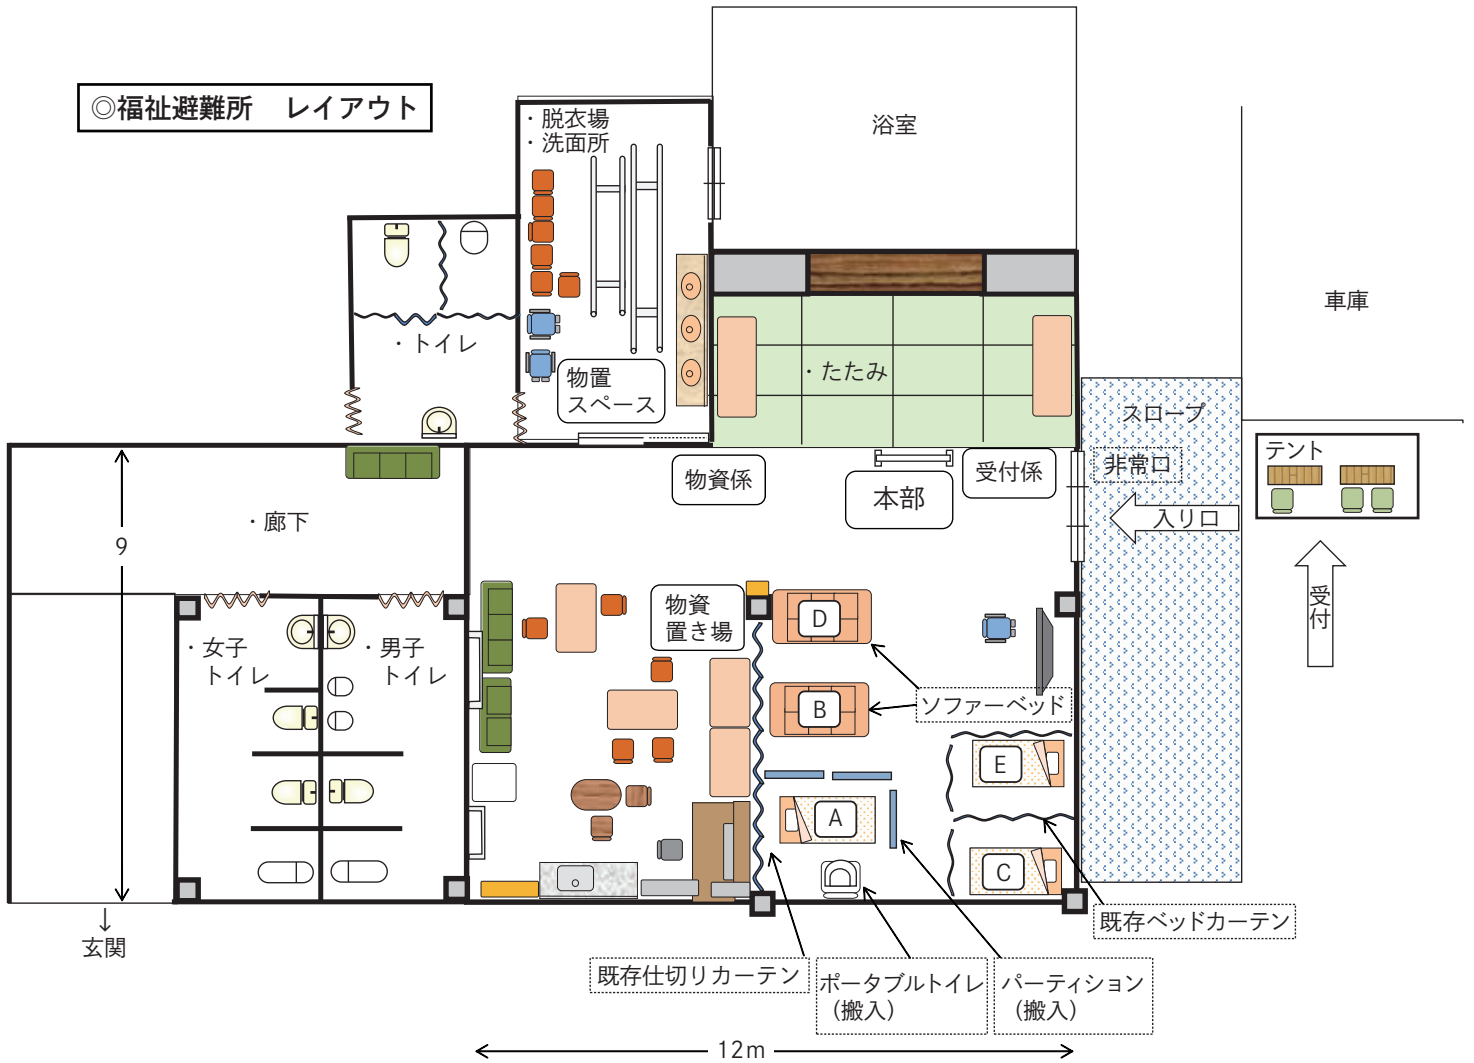 ◎福祉避難所　レイアウト
・脱衣場
・洗面所
浴室
車庫
・トイレ
物置
スペース
・たたみ
スロープ
テント
物資係
本部
受付係
非常口
入り口
・廊下
9
受付
物資
置き場
D
・女子
トイレ
・男子
トイレ
B
ソファーベッド
E
A
C
↓
玄関
既存ベッドカーテン
既存仕切りカーテン
ポータブルトイレ
（搬入）
パーティション
（搬入）
12m